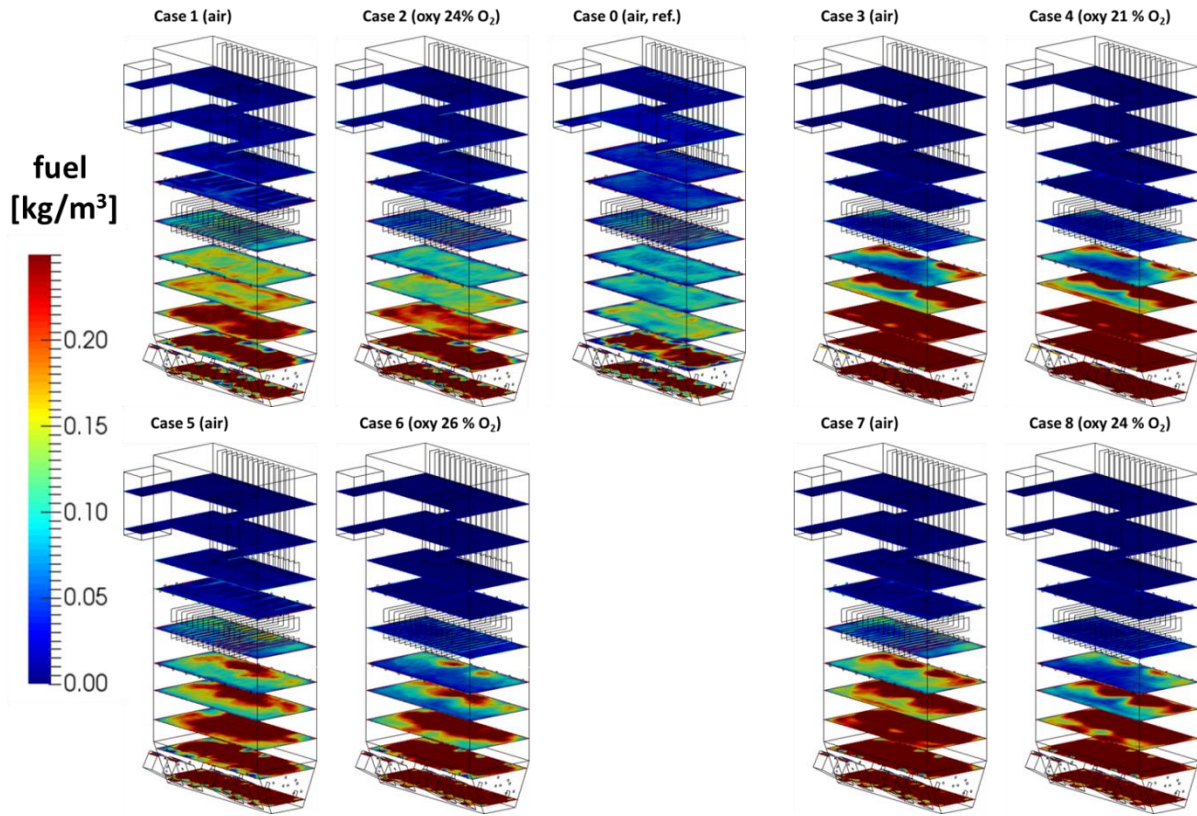 Case 1 (air)
Case 2 (oxy 24% O₂)
Case 0 (air, ref.)
Case 3 (air)
Case 4 (oxy 21 % O₂)
fuel
[kg/m³]
0.20
0.15
0.10
0.05
0.00
Case 5 (air)
Case 6 (oxy 26 % O₂)
Case 7 (air)
Case 8 (oxy 24 % O₂)